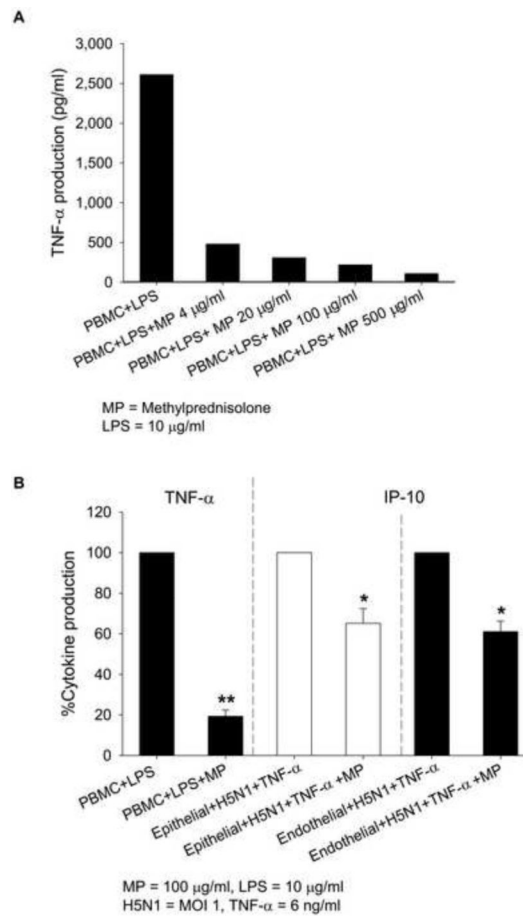 A
3,000
2,500
2,000
1,500
1,000
500
0
TNF-α production (pg/ml)
PBMC+LPS
PBMC+LPS+MP 4 μg/ml
PBMC+LPS+ MP 20 μg/ml
PBMC+LPS+ MP 100 μg/ml
PBMC+LPS+ MP 500 μg/ml
MP = Methylprednisolone
LPS = 10 μg/ml
B
TNF-α IP-10
120
100
80
60
40
20
0
%Cytokine production
**
*
*
PBMC+LPS
PBMC+LPS+MP
Epithelial+H5N1+TNF-α
Epithelial+H5N1+TNF-α +MP
Endothelial+H5N1+TNF-α
Endothelial+H5N1+TNF-α +MP
MP = 100 μg/ml, LPS = 10 μg/ml
H5N1 = MOI 1, TNF-α = 6 ng/ml